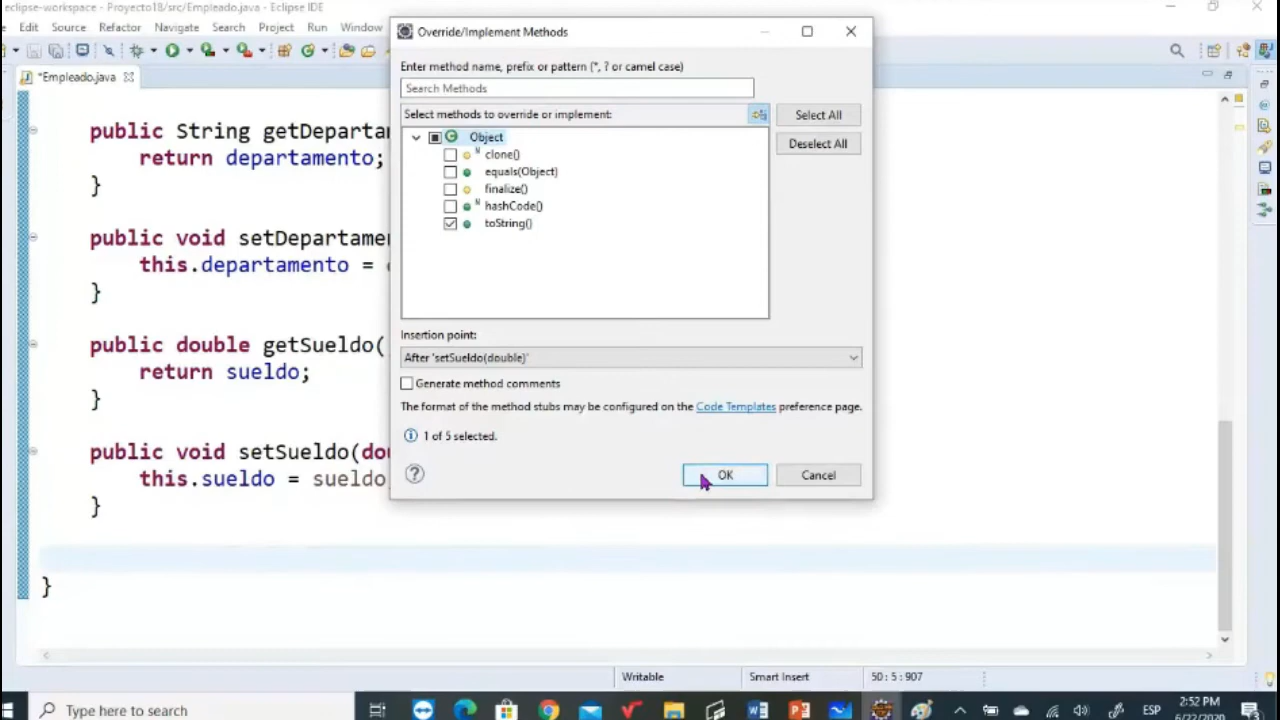 eclipse-workspace - Proyecto18/src/Empleado.java - Eclipse IDE
Edit Source Refactor Navigate Search Project Run Window
*Empleado.java
public String getDeparta
return departamento;
}
public void setDepartame
this.departamento =
}
public double getSueldo(
return sueldo;
}
public void setSueldo(dou
this.sueldo = sueldo
}
}
Override/Implement Methods
Enter method name, prefix or pattern (*, ? or camel case)
Search Methods
Select methods to override or implement:
Select All
Deselect All
Object
clone()
equals(Object)
finalize()
hashCode()
toString()
Insertion point:
After 'setSueldo(double)'
Generate method comments
The format of the method stubs may be configured on the Code Templates preference page.
1 of 5 selected.
OK
Cancel
Writable
Smart Insert
50 : 5 : 907
Type here to search
ESP
2:52 PM
6/22/2020